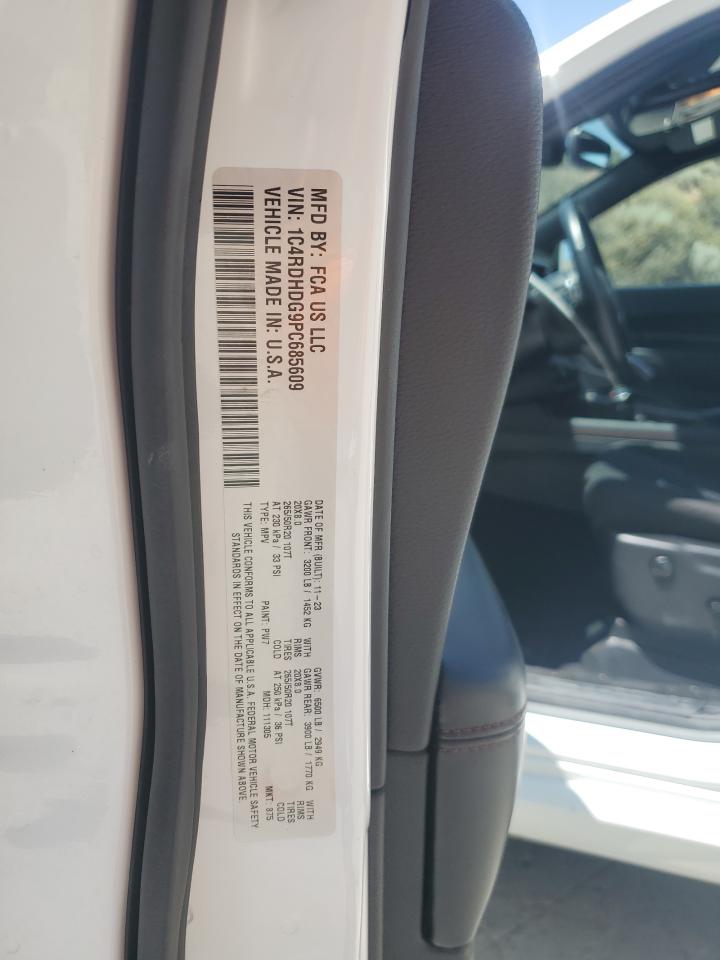 MFD BY: FCA US LLC
VIN: 1C4RDHDG9PC685609
VEHICLE MADE IN: U.S.A.
DATE OF MFR (BUILT): 11-23 GVWR: 6500 LB / 2949 KG
GAWR FRONT: 3200 LB / 1452 KG WITH GAWR REAR: 3900 LB / 1770 KG WITH
20X8.0 RIMS 20X8.0 RIMS
265/50R20 107T TIRES 265/50R20 107T TIRES
AT 230 kPa / 33 PSI COLD AT 250 kPa / 36 PSI COLD
TYPE: MPV PAINT: PW7 MDH: 111305 MKT: 875
THIS VEHICLE CONFORMS TO ALL APPLICABLE U.S.A. FEDERAL MOTOR VEHICLE SAFETY
STANDARDS IN EFFECT ON THE DATE OF MANUFACTURE SHOWN ABOVE.